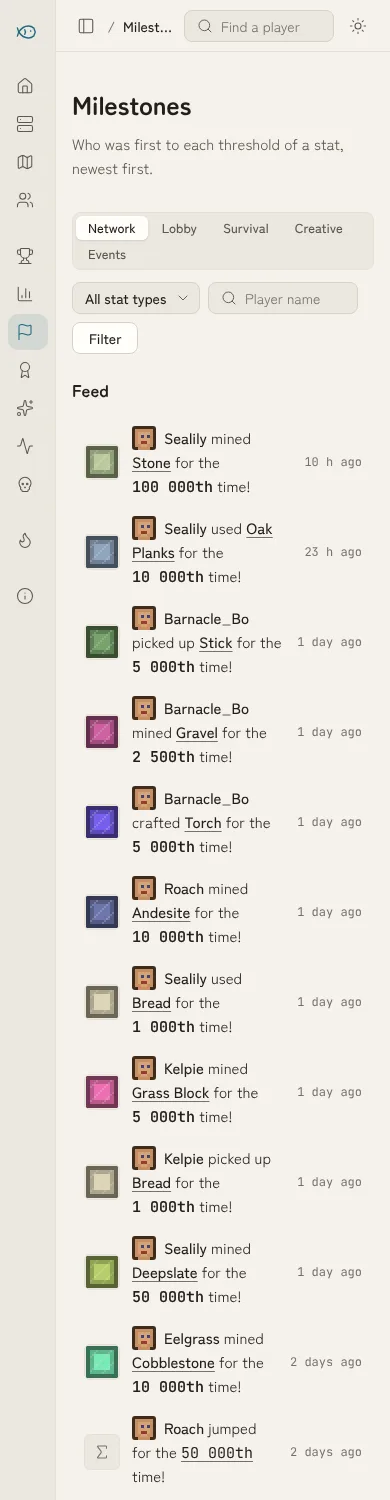 / Milest... Find a player
Milestones
Who was first to each threshold of a stat,
newest first.
Network Lobby Survival Creative
Events
All stat types Player name
Filter
Feed
Sealily mined
Stone for the
100 000th time!
10 h ago
Sealily used Oak
Planks for the
10 000th time!
23 h ago
Barnacle_Bo
picked up Stick for the
5 000th time!
1 day ago
Barnacle_Bo
mined Gravel for the
2 500th time!
1 day ago
Barnacle_Bo
crafted Torch for the
5 000th time!
1 day ago
Roach mined
Andesite for the
10 000th time!
1 day ago
Sealily used
Bread for the
1 000th time!
1 day ago
Kelpie mined
Grass Block for the
5 000th time!
1 day ago
Kelpie picked up
Bread for the
1 000th time!
1 day ago
Sealily mined
Deepslate for the
50 000th time!
1 day ago
Eelgrass mined
Cobblestone for the
10 000th time!
2 days ago
Σ
Roach jumped
for the 50 000th
time!
2 days ago